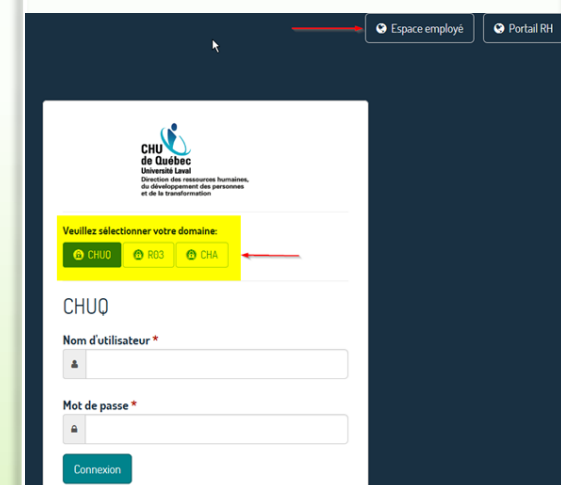 Espace employé Portail RH
CHU
de Québec
Université Laval
Direction des ressources humaines,
du développement des personnes
et de la transformation
Veuillez sélectionner votre domaine:
CHUQ R03 CHA
CHUQ
Nom d'utilisateur *
Mot de passe *
Connexion